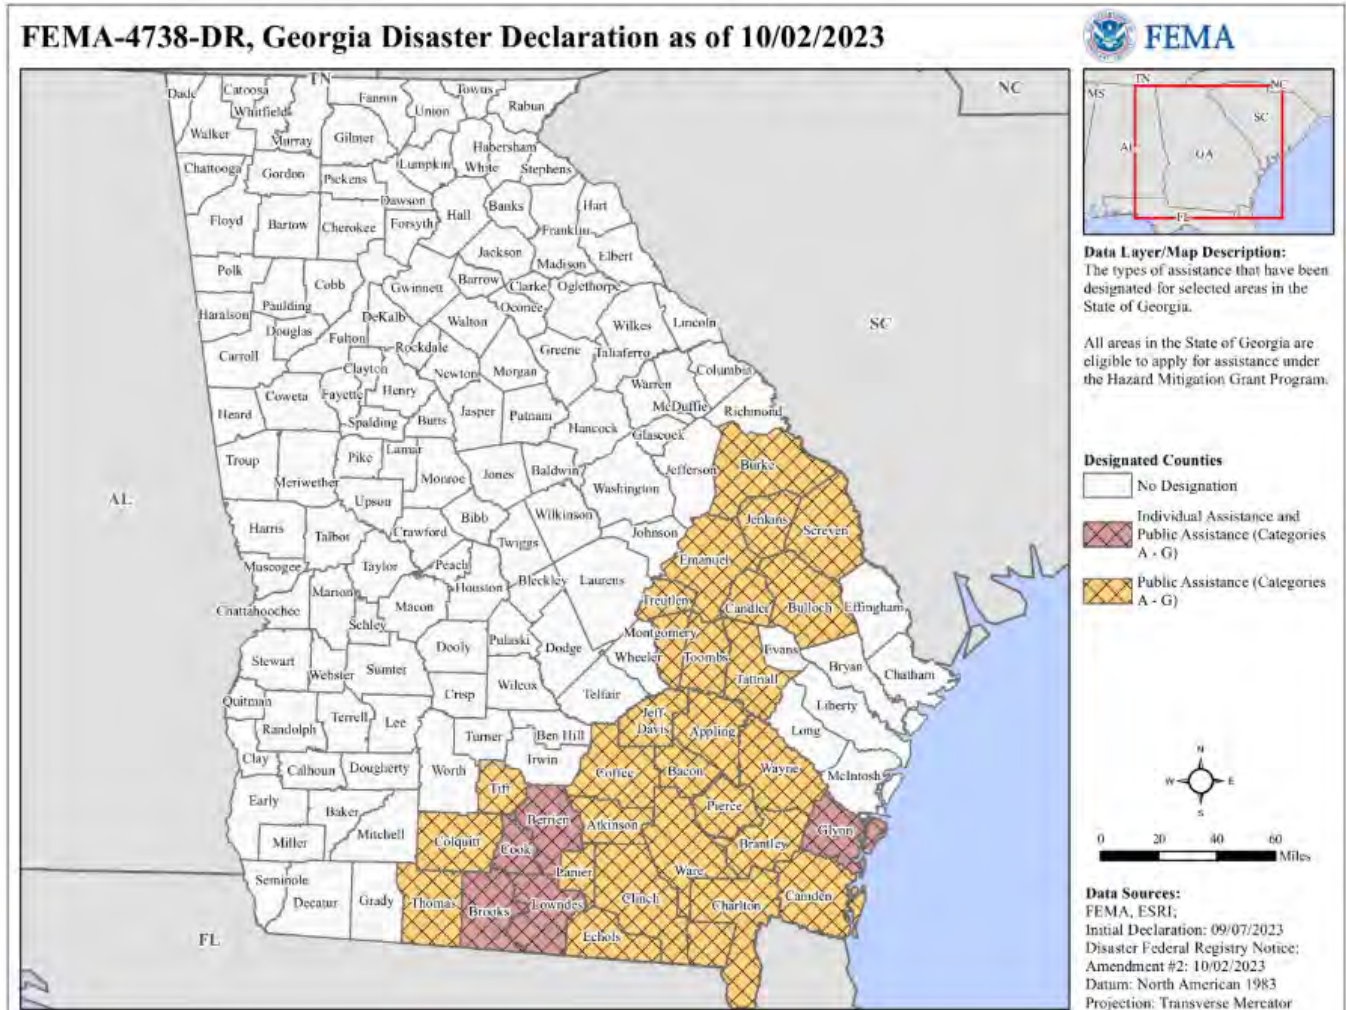 FEMA-4738-DR, Georgia Disaster Declaration as of 10/02/2023
FEMA
TN
NC
SC
AL
FL
Dade
Catoosa
Whitfield
Walker
Murray
Fannin
Union
Towns
Rabun
Gilmer
Habersham
Lumpkin
White
Stephens
Chattooga
Gordon
Pickens
Dawson
Floyd
Bartow
Cherokee
Forsyth
Hall
Banks
Franklin
Hart
Jackson
Madison
Elbert
Polk
Cobb
Gwinnett
Barrow
Clarke
Oglethorpe
Oconee
Haralson
Paulding
Douglas
Fulton
DeKalb
Walton
Wilkes
Lincoln
Carroll
Rockdale
Clayton
Newton
Morgan
Greene
Taliaferro
Columbia
Warren
McDuffie
Richmond
Heard
Coweta
Fayette
Henry
Spalding
Butts
Jasper
Putnam
Hancock
Glascock
Troup
Meriwether
Pike
Lamar
Monroe
Jones
Baldwin
Washington
Jefferson
Burke
Upson
Harris
Talbot
Crawford
Bibb
Twiggs
Wilkinson
Johnson
Jenkins
Screven
Emanuel
Muscogee
Taylor
Peach
Houston
Bleckley
Laurens
Treutlen
Candler
Bulloch
Effingham
Chattahoochee
Marion
Schley
Macon
Dooly
Pulaski
Dodge
Montgomery
Wheeler
Toombs
Tattnall
Evans
Bryan
Chatham
Stewart
Webster
Sumter
Crisp
Wilcox
Telfair
Liberty
Quitman
Randolph
Terrell
Lee
Turner
Ben Hill
Irwin
Jeff
Davis
Appling
Long
Clay
Calhoun
Dougherty
Worth
Tift
Coffee
Bacon
Wayne
McIntosh
Early
Baker
Mitchell
Miller
Colquitt
Berrien
Cook
Atkinson
Pierce
Brantley
Glynn
Seminole
Decatur
Grady
Thomas
Brooks
Lowndes
Lanier
Clinch
Ware
Echols
Charlton
Camden
TN
NC
MS
SC
AL
GA
FL
Data Layer/Map Description:
The types of assistance that have been
designated for selected areas in the
State of Georgia.
All areas in the State of Georgia are
eligible to apply for assistance under
the Hazard Mitigation Grant Program.
Designated Counties
No Designation
Individual Assistance and
Public Assistance (Categories
A - G)
Public Assistance (Categories
A - G)
N
W E
S
0 20 40 60
Miles
Data Sources:
FEMA, ESRI;
Initial Declaration: 09/07/2023
Disaster Federal Registry Notice:
Amendment #2: 10/02/2023
Datum: North American 1983
Projection: Transverse Mercator